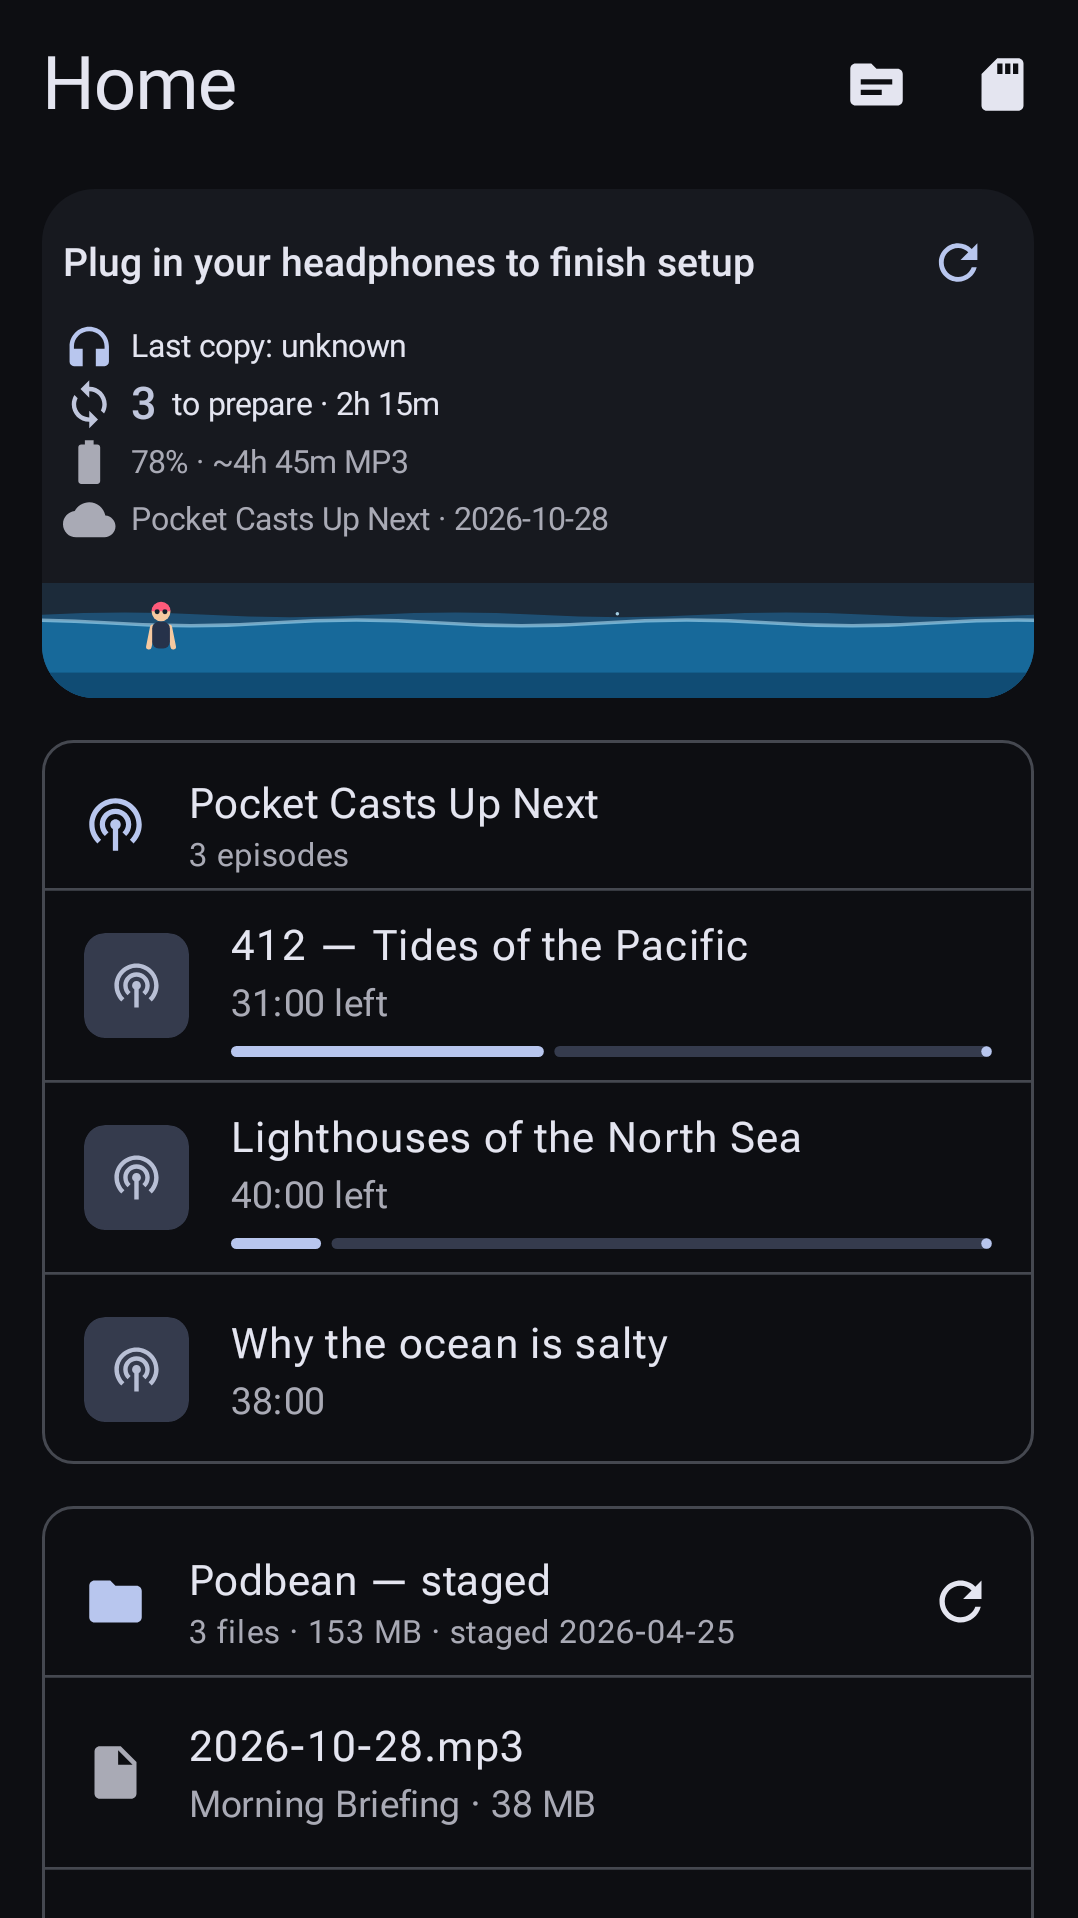 Home
Plug in your headphones to finish setup
Last copy: unknown
3 to prepare · 2h 15m
78% · ~4h 45m MP3
Pocket Casts Up Next · 2026-10-28
Pocket Casts Up Next
3 episodes
412 — Tides of the Pacific
31:00 left
Lighthouses of the North Sea
40:00 left
Why the ocean is salty
38:00
Podbean — staged
3 files · 153 MB · staged 2026-04-25
2026-10-28.mp3
Morning Briefing · 38 MB